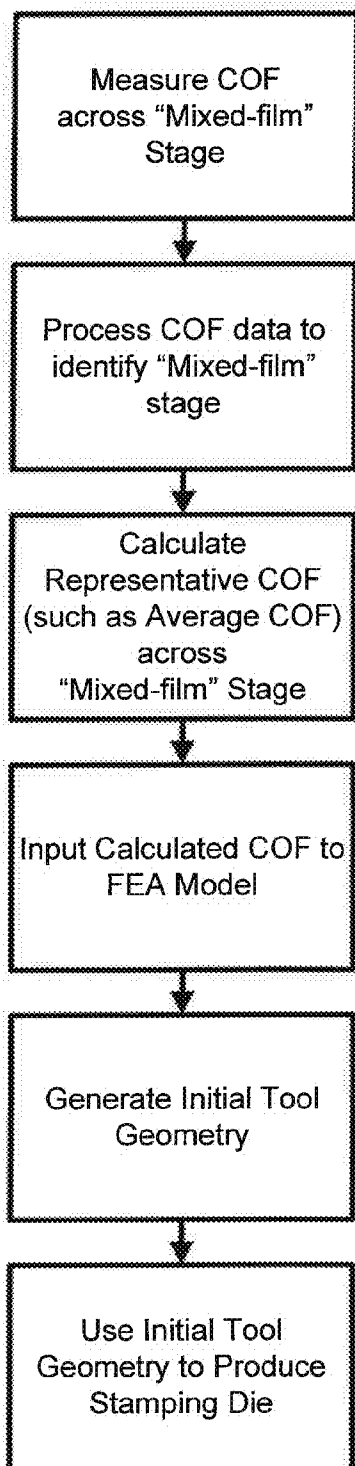 Measure COF
across “Mixed-film”
Stage
Process COF data to
identify “Mixed-film”
stage
Calculate
Representative COF
(such as Average COF)
across
“Mixed-film” Stage
Input Calculated COF to
FEA Model
Generate Initial Tool
Geometry
Use Initial Tool
Geometry to Produce
Stamping Die